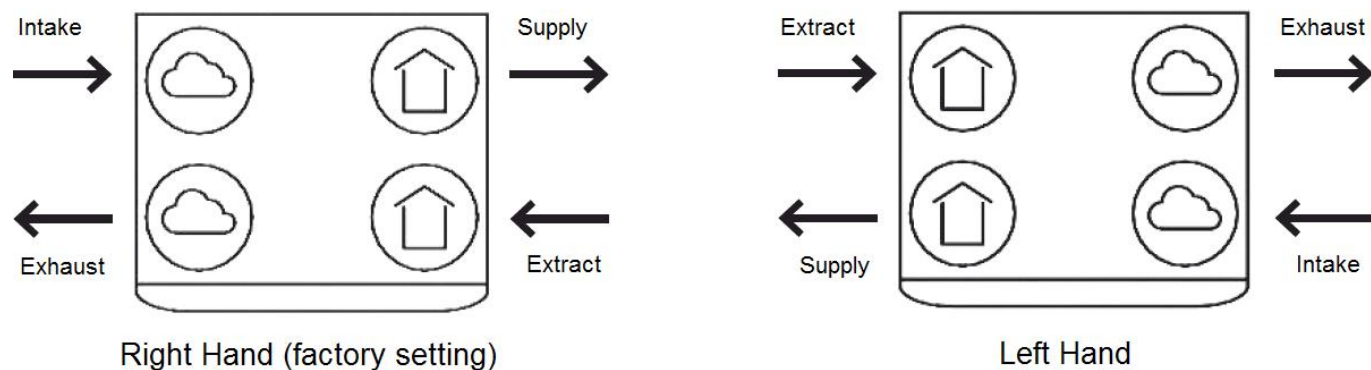 Intake
Supply
Exhaust
Extract
Right Hand (factory setting)
Extract
Exhaust
Supply
Intake
Left Hand